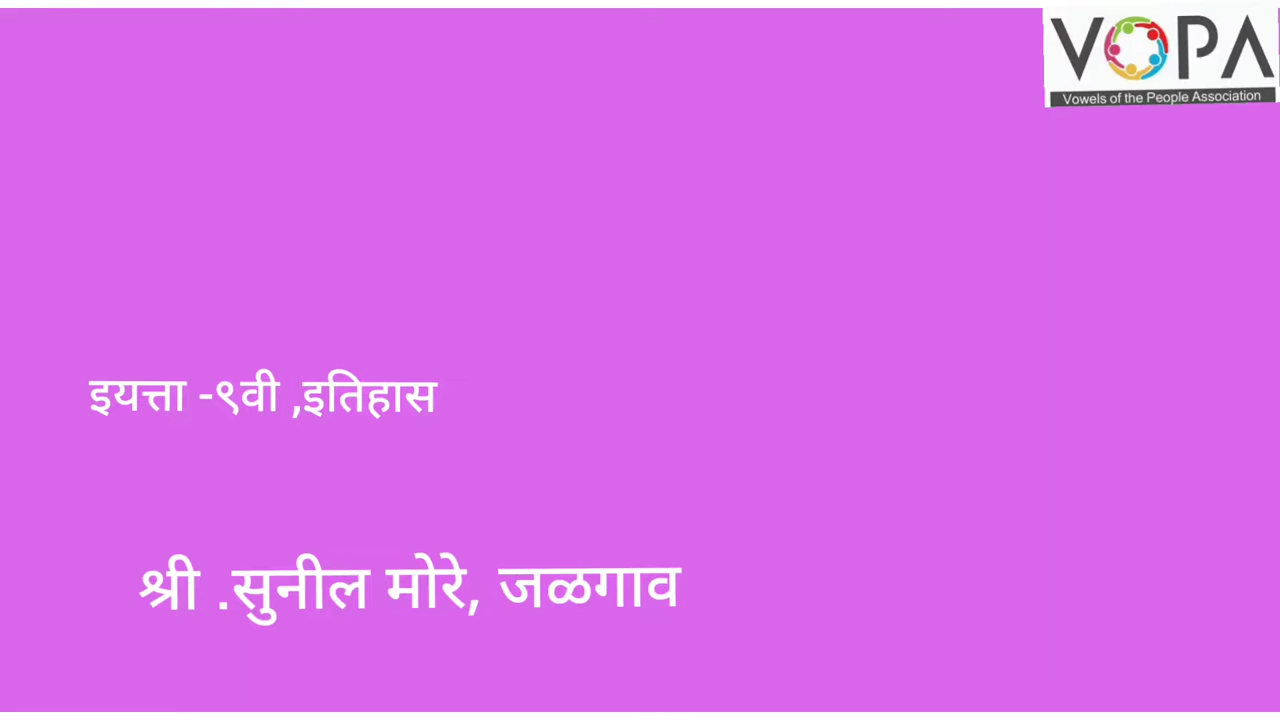 VOPA
Vowels of the People Association
इयत्ता -९वी ,इतिहास
श्री .सुनील मोरे, जळगाव